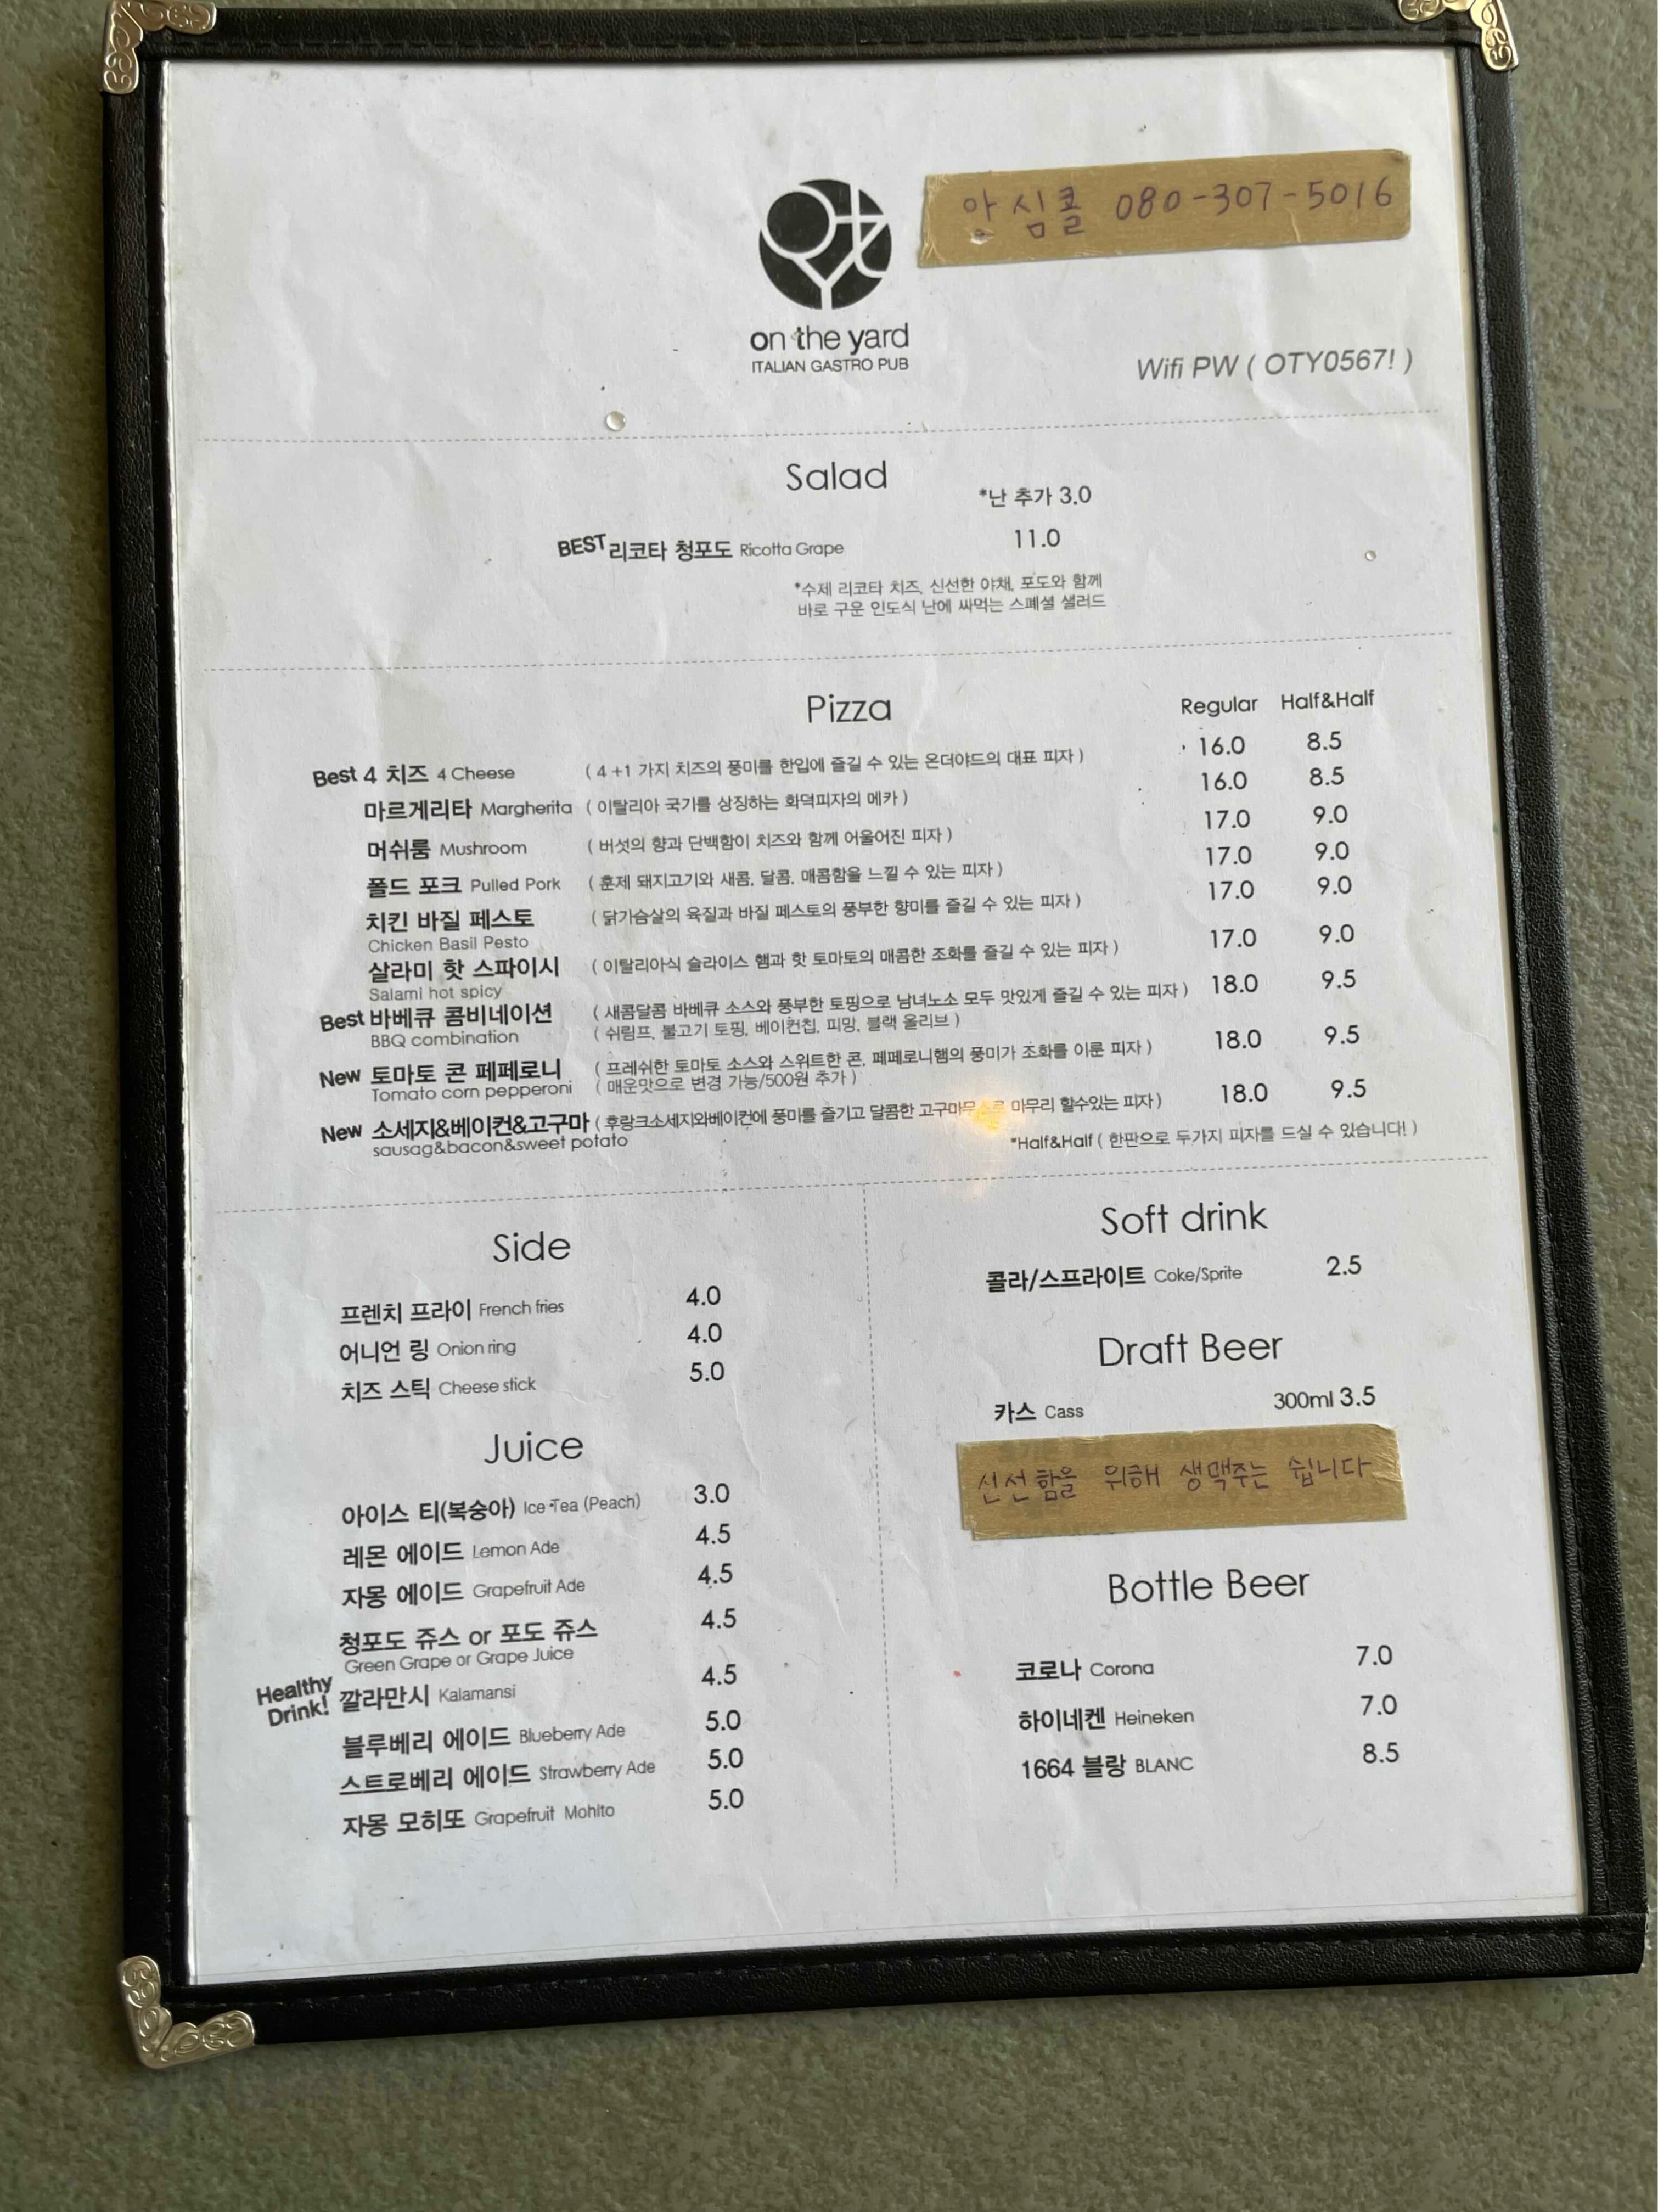 안심콜 080-307-5016
on the yard
ITALIAN GASTRO PUB
Wifi PW ( OTY0567! )
Salad
*난 추가 3.0
BEST 리코타 청포도 Ricotta Grape 11.0
*수제 리코타 치즈, 신선한 야채, 포도와 함께
바로 구운 인도식 난에 싸먹는 스폐셜 샐러드
Pizza Regular Half&Half
Best 4 치즈 4 Cheese ( 4 +1 가지 치즈의 풍미를 한입에 즐길 수 있는 온더야드의 대표 피자 ) 16.0 8.5
마르게리타 Margherita ( 이탈리아 국기를 상징하는 화덕피자의 메카 ) 16.0 8.5
머쉬룸 Mushroom ( 버섯의 향과 단백함이 치즈와 함께 어울어진 피자 ) 17.0 9.0
폴드 포크 Pulled Pork ( 훈제 돼지고기와 새콤, 달콤, 매콤함을 느낄 수 있는 피자 ) 17.0 9.0
치킨 바질 페스토 ( 닭가슴살의 육질과 바질 페스토의 풍부한 향미를 즐길 수 있는 피자 ) 17.0 9.0
Chicken Basil Pesto
살라미 핫 스파이시 ( 이탈리아식 슬라이스 햄과 핫 토마토의 매콤한 조화를 즐길 수 있는 피자 ) 17.0 9.0
Salami hot spicy
Best 바베큐 콤비네이션 ( 새콤달콤 바베큐 소스와 풍부한 토핑으로 남녀노소 모두 맛있게 즐길 수 있는 피자 ) 18.0 9.5
BBQ combination ( 쉬림프, 불고기 토핑, 베이컨칩, 피망, 블랙 올리브 )
New 토마토 콘 페페로니 ( 프레쉬한 토마토 소스와 스위트한 콘, 페페로니햄의 풍미가 조화를 이룬 피자 ) 18.0 9.5
Tomato corn pepperoni ( 매운맛으로 변경 가능/500원 추가 )
New 소세지&베이컨&고구마 ( 후랑크소세지와베이컨에 풍미를 즐기고 달콤한 마무리 할수있는 피자 ) 18.0 9.5
sausag&bacon&sweet potato
*Half&Half ( 한판으로 두가지 피자를 드실 수 있습니다! )
Side
프렌치 프라이 French fries 4.0
어니언 링 Onion ring 4.0
치즈 스틱 Cheese stick 5.0
Juice
아이스 티(복숭아) Ice Tea (Peach) 3.0
레몬 에이드 Lemon Ade 4.5
자몽 에이드 Grapefruit Ade 4.5
청포도 쥬스 or 포도 쥬스 4.5
Green Grape or Grape Juice
Healthy
Drink! 깔라만시 Kalamansi 4.5
블루베리 에이드 Blueberry Ade 5.0
스트로베리 에이드 Strawberry Ade 5.0
자몽 모히또 Grapefruit Mohito 5.0
Soft drink
콜라/스프라이트 Coke/Sprite 2.5
Draft Beer
카스 Cass 300ml 3.5
신선함을 위해 생맥주는 쉽니다
Bottle Beer
코로나 Corona 7.0
하이네켄 Heineken 7.0
1664 블랑 BLANC 8.5